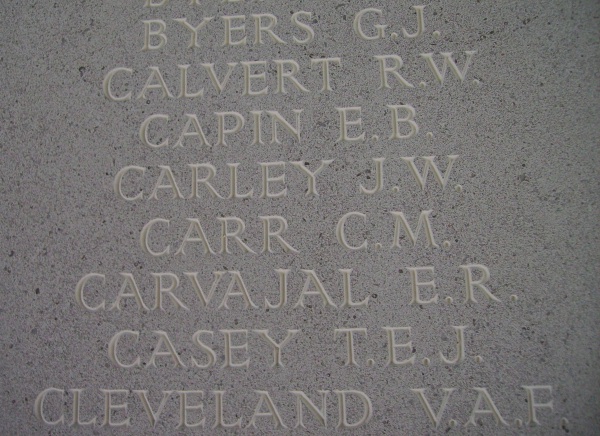 BYERS G.J.
CALVERT R.W.
CAPIN E.B.
CARLEY J.W.
CARR C.M.
CARVAJAL E.R.
CASEY T.E.J.
CLEVELAND V.A.F.